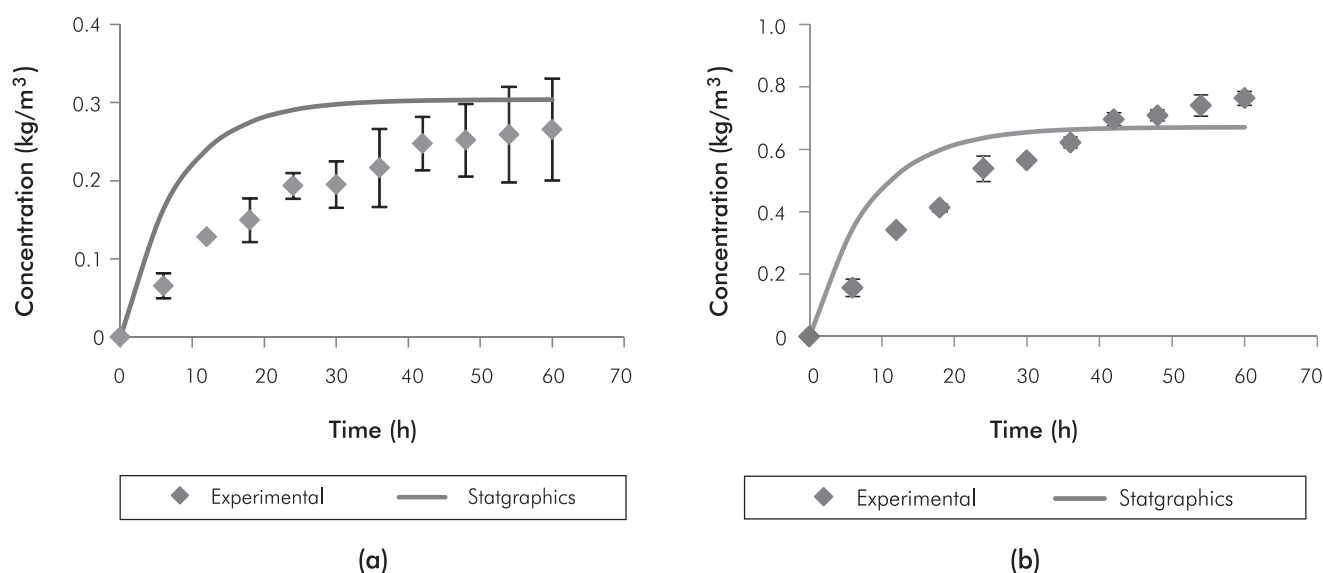 0.4
0.3
0.2
0.1
0
Concentration (kg/m³)
0 10 20 30 40 50 60 70
Time (h)
Experimental Statgraphics
(a)
1.0
0.8
0.6
0.4
0.2
0
Concentration (kg/m³)
0 10 20 30 40 50 60 70
Time (h)
Experimental Statgraphics
(b)